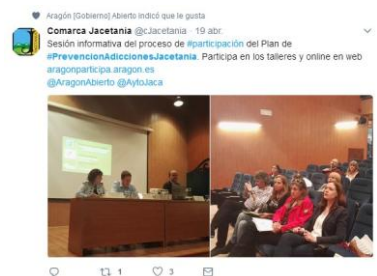 Aragón [Gobierno] Abierto indicó que le gusta
Comarca Jacetania @cJacetania · 19 abr.
Sesión informativa del proceso de #participación del Plan de
#PrevencionAdiccionesJacetania. Participa en los talleres y online en web
aragonparticipa.aragon.es
@AragonAbierto @AytoJaca
1
3